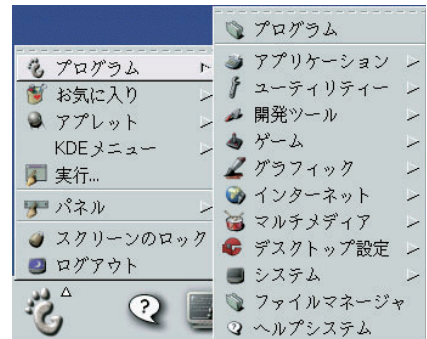 プログラム
お気に入り
アプレット
KDEメニュー
実行...
パネル
スクリーンのロック
ログアウト
プログラム
アプリケーション
ユーティリティー
開発ツール
ゲーム
グラフィック
インターネット
マルチメディア
デスクトップ設定
システム
ファイルマネージャ
ヘルプシステム